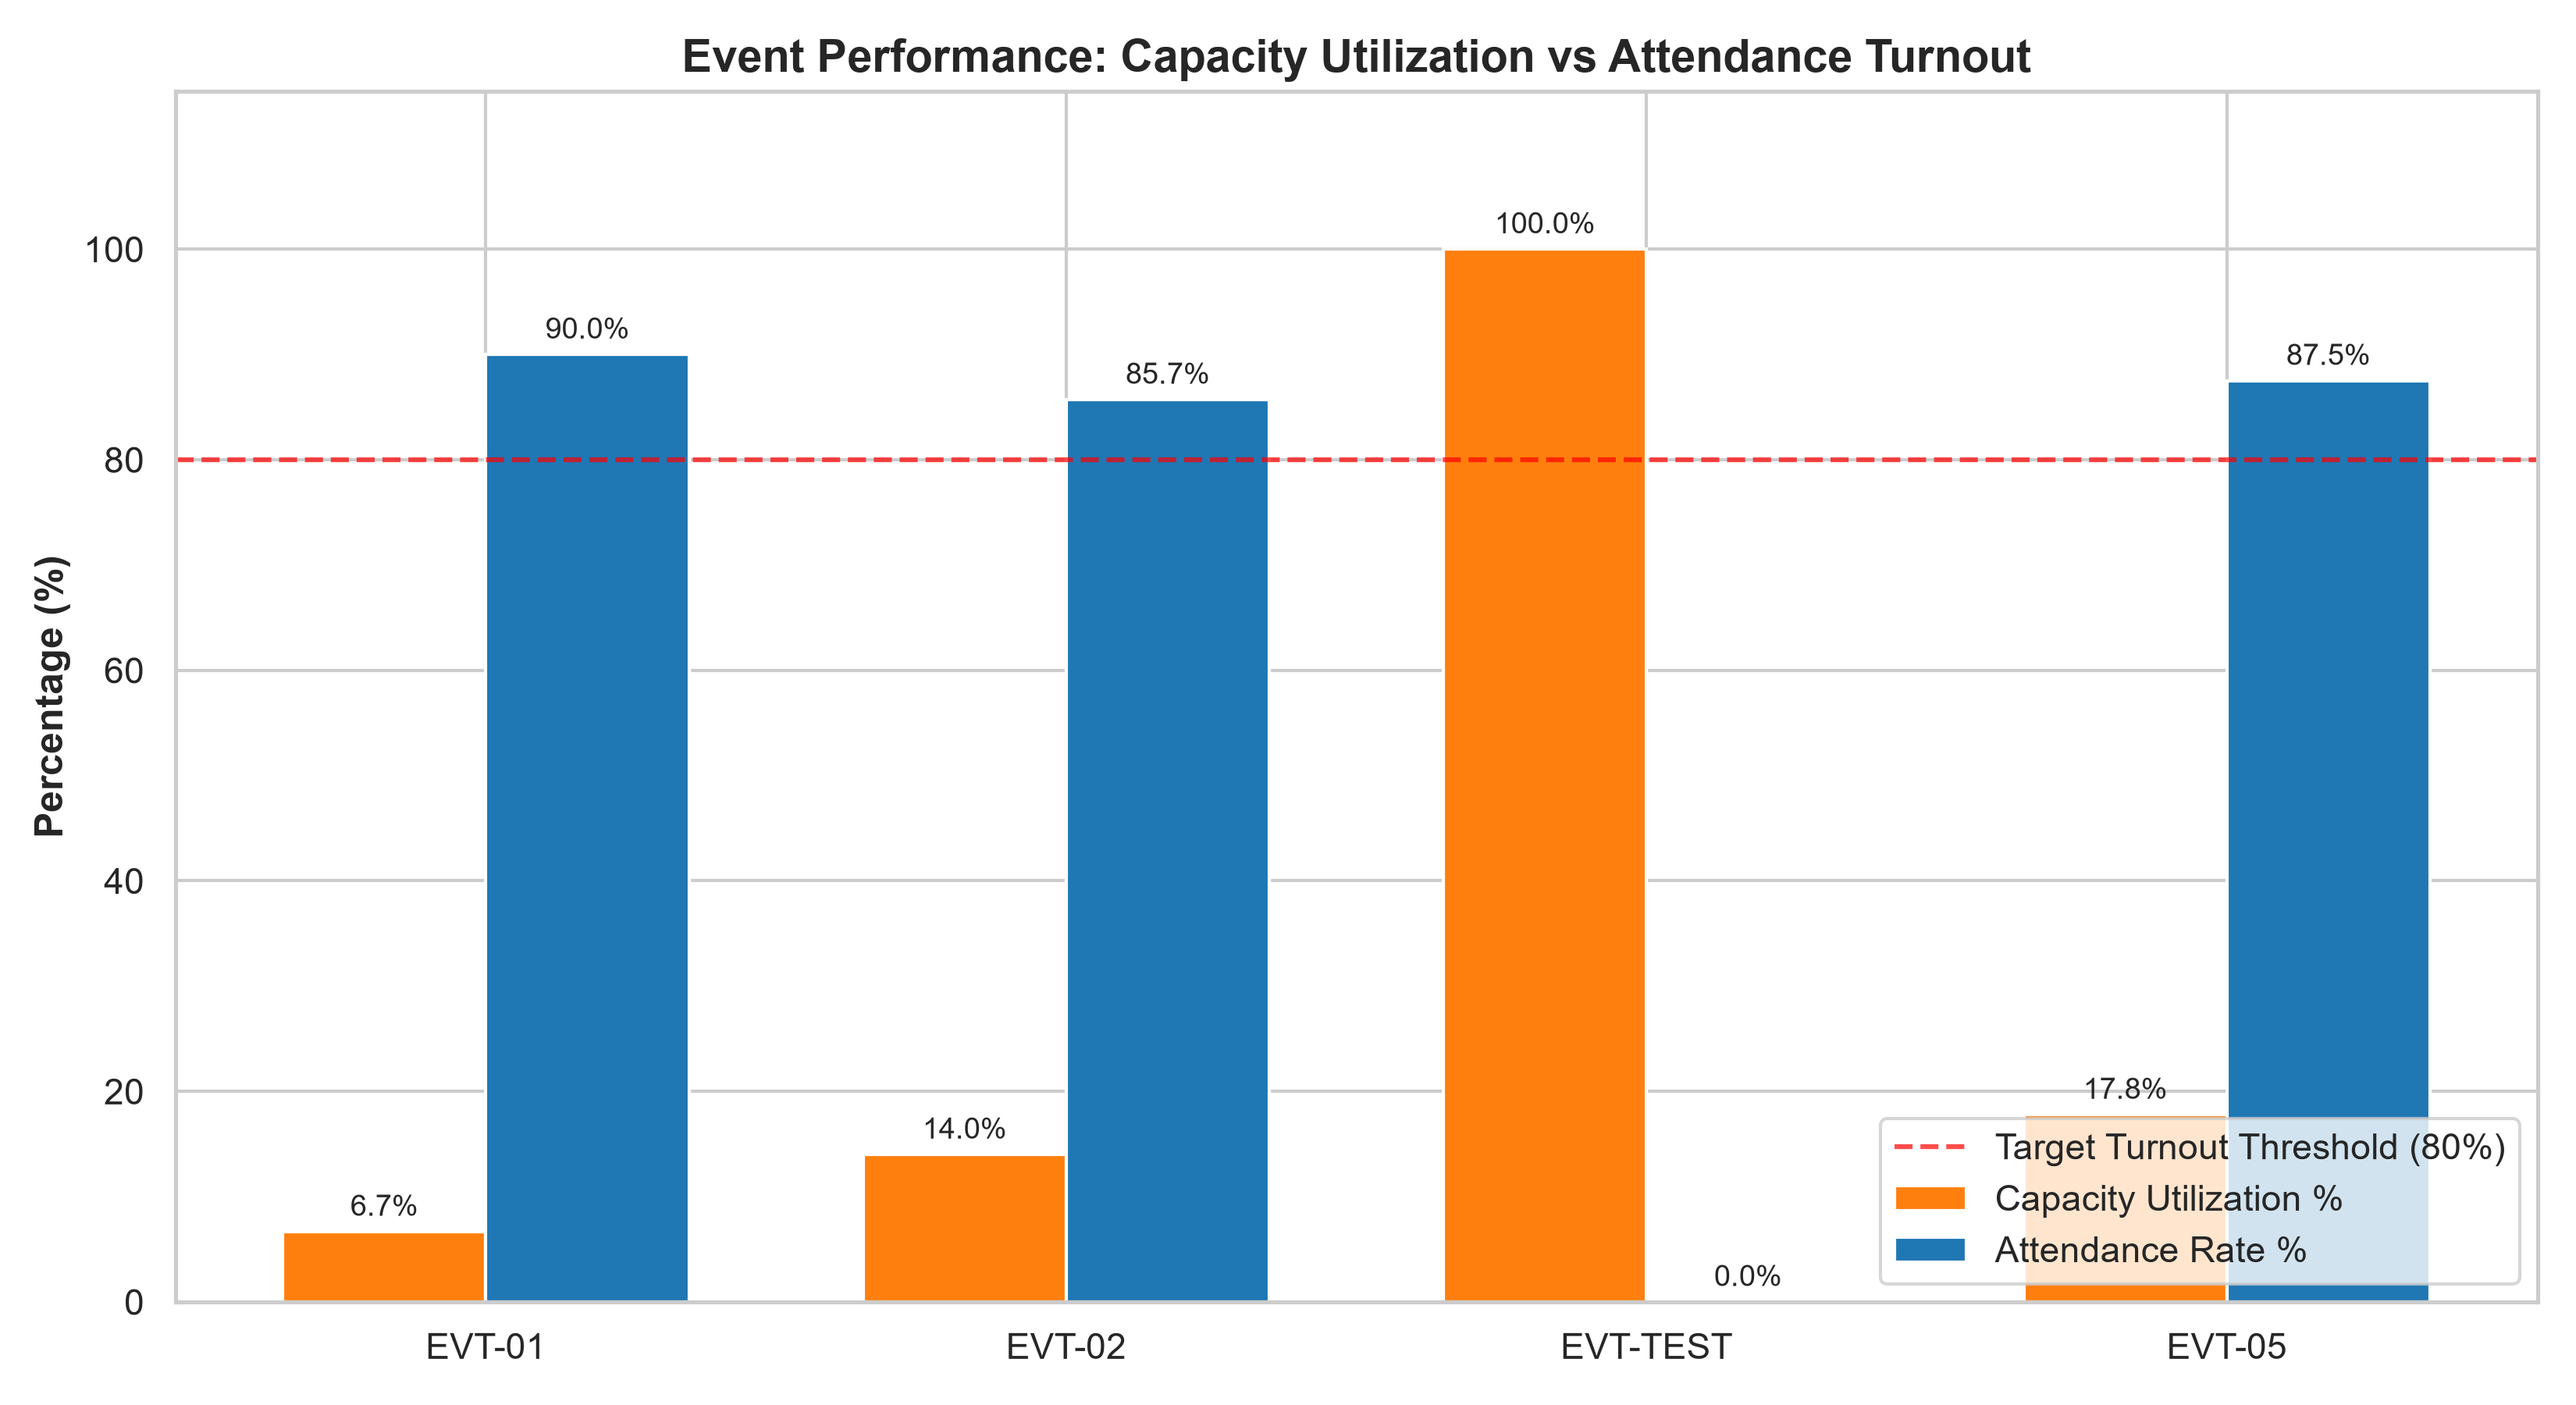 Event Performance: Capacity Utilization vs Attendance Turnout
Percentage (%)
100
80
60
40
20
0
6.7%
90.0%
14.0%
85.7%
100.0%
0.0%
17.8%
87.5%
EVT-01
EVT-02
EVT-TEST
EVT-05
Target Turnout Threshold (80%)
Capacity Utilization %
Attendance Rate %